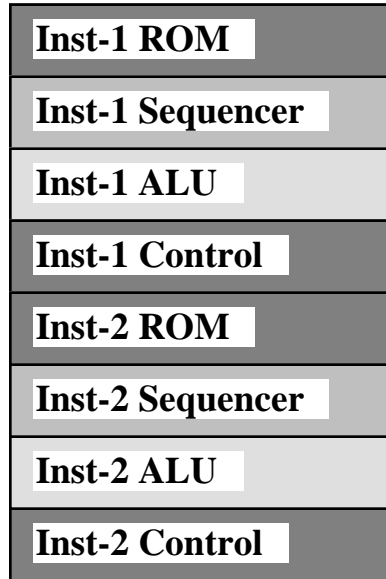 Inst-1 ROM
Inst-1 Sequencer
Inst-1 ALU
Inst-1 Control
Inst-2 ROM
Inst-2 Sequencer
Inst-2 ALU
Inst-2 Control